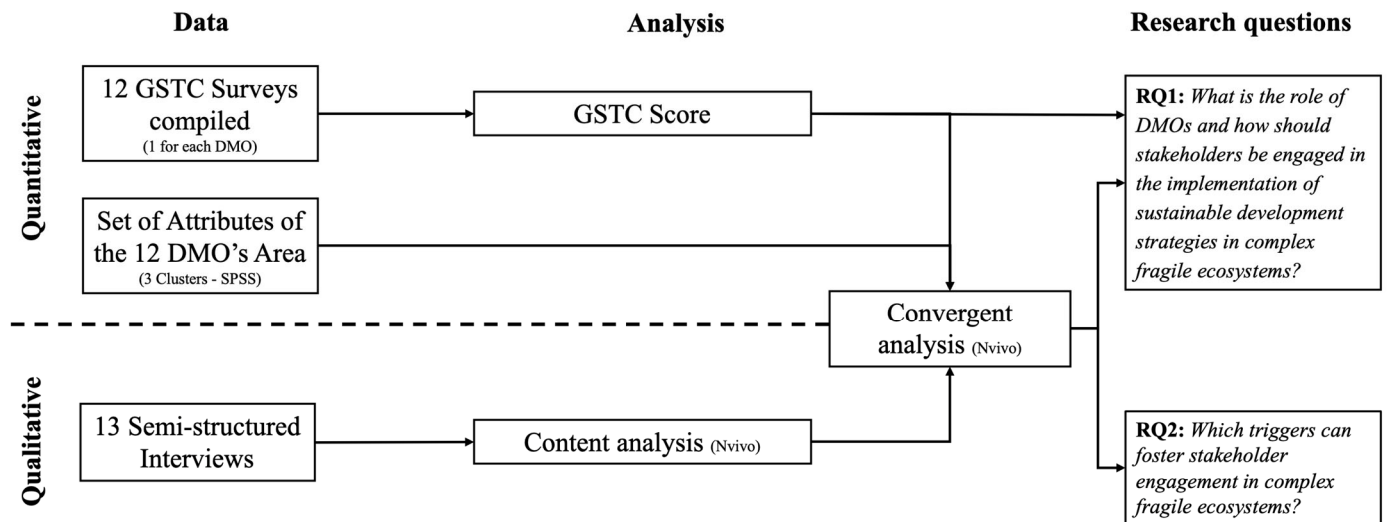 Data
Analysis
Research questions
Quantitative
12 GSTC Surveys
compiled
(1 for each DMO)
GSTC Score
RQ1: What is the role of
DMOs and how should
stakeholders be engaged in
the implementation of
sustainable development
strategies in complex
fragile ecosystems?
Set of Attributes of
the 12 DMO's Area
(3 Clusters - SPSS)
Convergent
analysis (Nvivo)
Qualitative
13 Semi-structured
Interviews
Content analysis (Nvivo)
RQ2: Which triggers can
foster stakeholder
engagement in complex
fragile ecosystems?